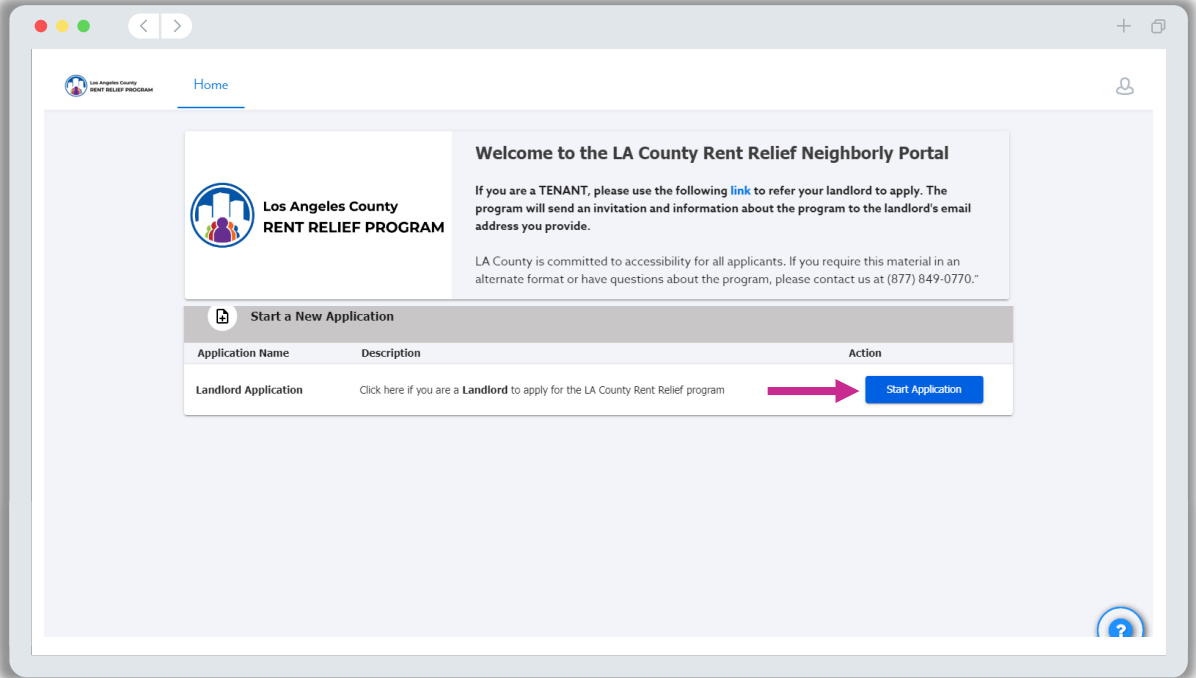 Los Angeles County
RENT RELIEF PROGRAM
Home
Welcome to the LA County Rent Relief Neighborly Portal
If you are a TENANT, please use the following link to refer your landlord to apply. The
program will send an invitation and information about the program to the landlord's email
address you provide.
Los Angeles County
RENT RELIEF PROGRAM
LA County is committed to accessibility for all applicants. If you require this material in an
alternate format or have questions about the program, please contact us at (877) 849-0770."
Start a New Application
Application Name Description Action
Landlord Application Click here if you are a Landlord to apply for the LA County Rent Relief program Start Application
?